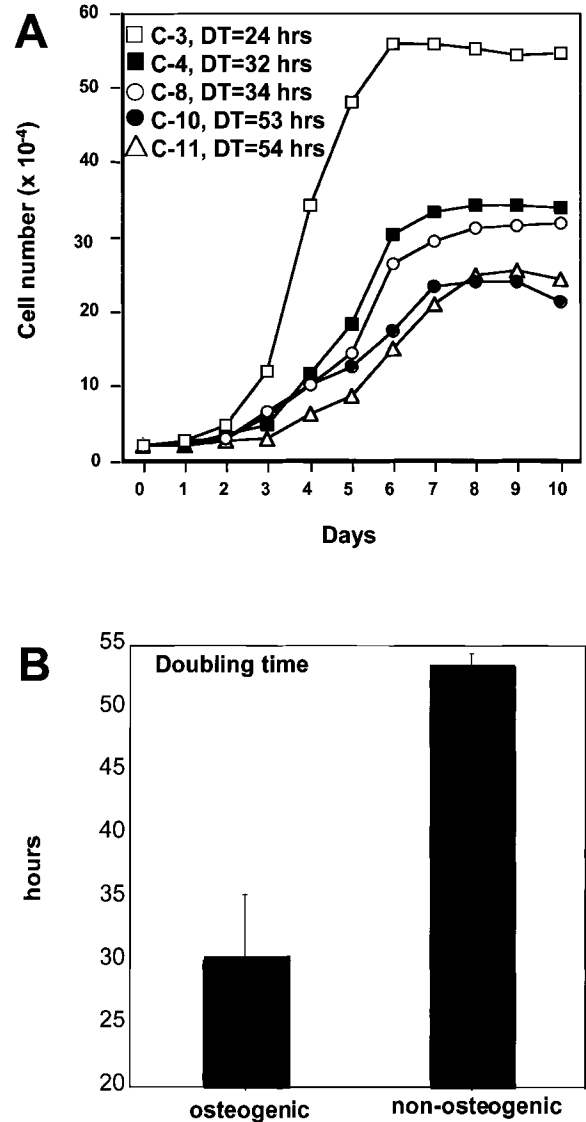 A
C-3, DT=24 hrs
C-4, DT=32 hrs
C-8, DT=34 hrs
C-10, DT=53 hrs
C-11, DT=54 hrs
Cell number (x 10⁻⁴)
60
50
40
30
20
10
0
0 1 2 3 4 5 6 7 8 9 10
Days
B
Doubling time
hours
55
50
45
40
35
30
25
20
osteogenic non-osteogenic